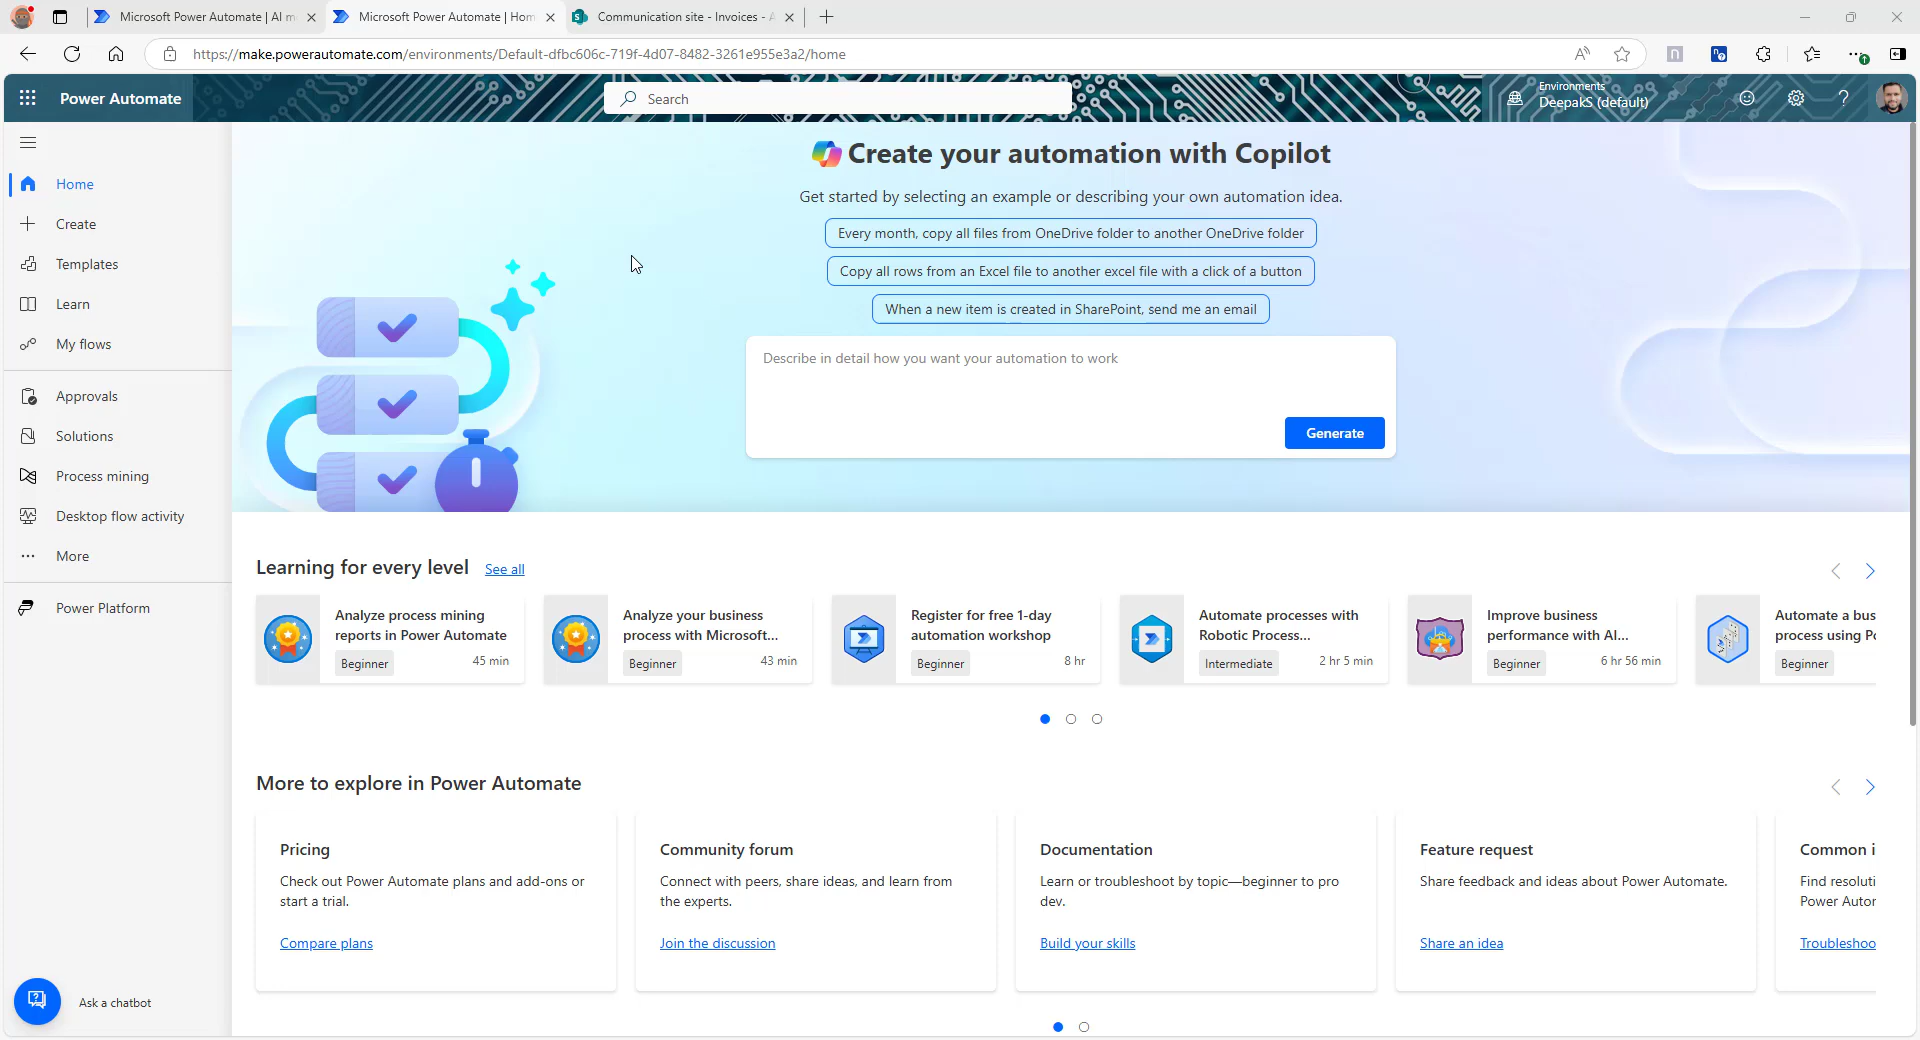 Microsoft Power Automate | AI m
Microsoft Power Automate | Hom
Communication site - Invoices - A
https://make.powerautomate.com/environments/Default-dfbc606c-719f-4d07-8482-3261e955e3a2/home
Power Automate
Search
Environments
DeepakS (default)
Home
Create
Templates
Learn
My flows
Approvals
Solutions
Process mining
Desktop flow activity
More
Power Platform
Ask a chatbot
Create your automation with Copilot
Get started by selecting an example or describing your own automation idea.
Every month, copy all files from OneDrive folder to another OneDrive folder
Copy all rows from an Excel file to another excel file with a click of a button
When a new item is created in SharePoint, send me an email
Describe in detail how you want your automation to work
Generate
Learning for every level
See all
Analyze process mining
reports in Power Automate
Beginner
45 min
Analyze your business
process with Microsoft...
Beginner
43 min
Register for free 1-day
automation workshop
Beginner
8 hr
Automate processes with
Robotic Process...
Intermediate
2 hr 5 min
Improve business
performance with AI...
Beginner
6 hr 56 min
Automate a bus
process using Po
Beginner
More to explore in Power Automate
Pricing
Check out Power Automate plans and add-ons or
start a trial.
Compare plans
Community forum
Connect with peers, share ideas, and learn from
the experts.
Join the discussion
Documentation
Learn or troubleshoot by topic—beginner to pro
dev.
Build your skills
Feature request
Share feedback and ideas about Power Automate.
Share an idea
Common i
Find resoluti
Power Autor
Troubleshoo